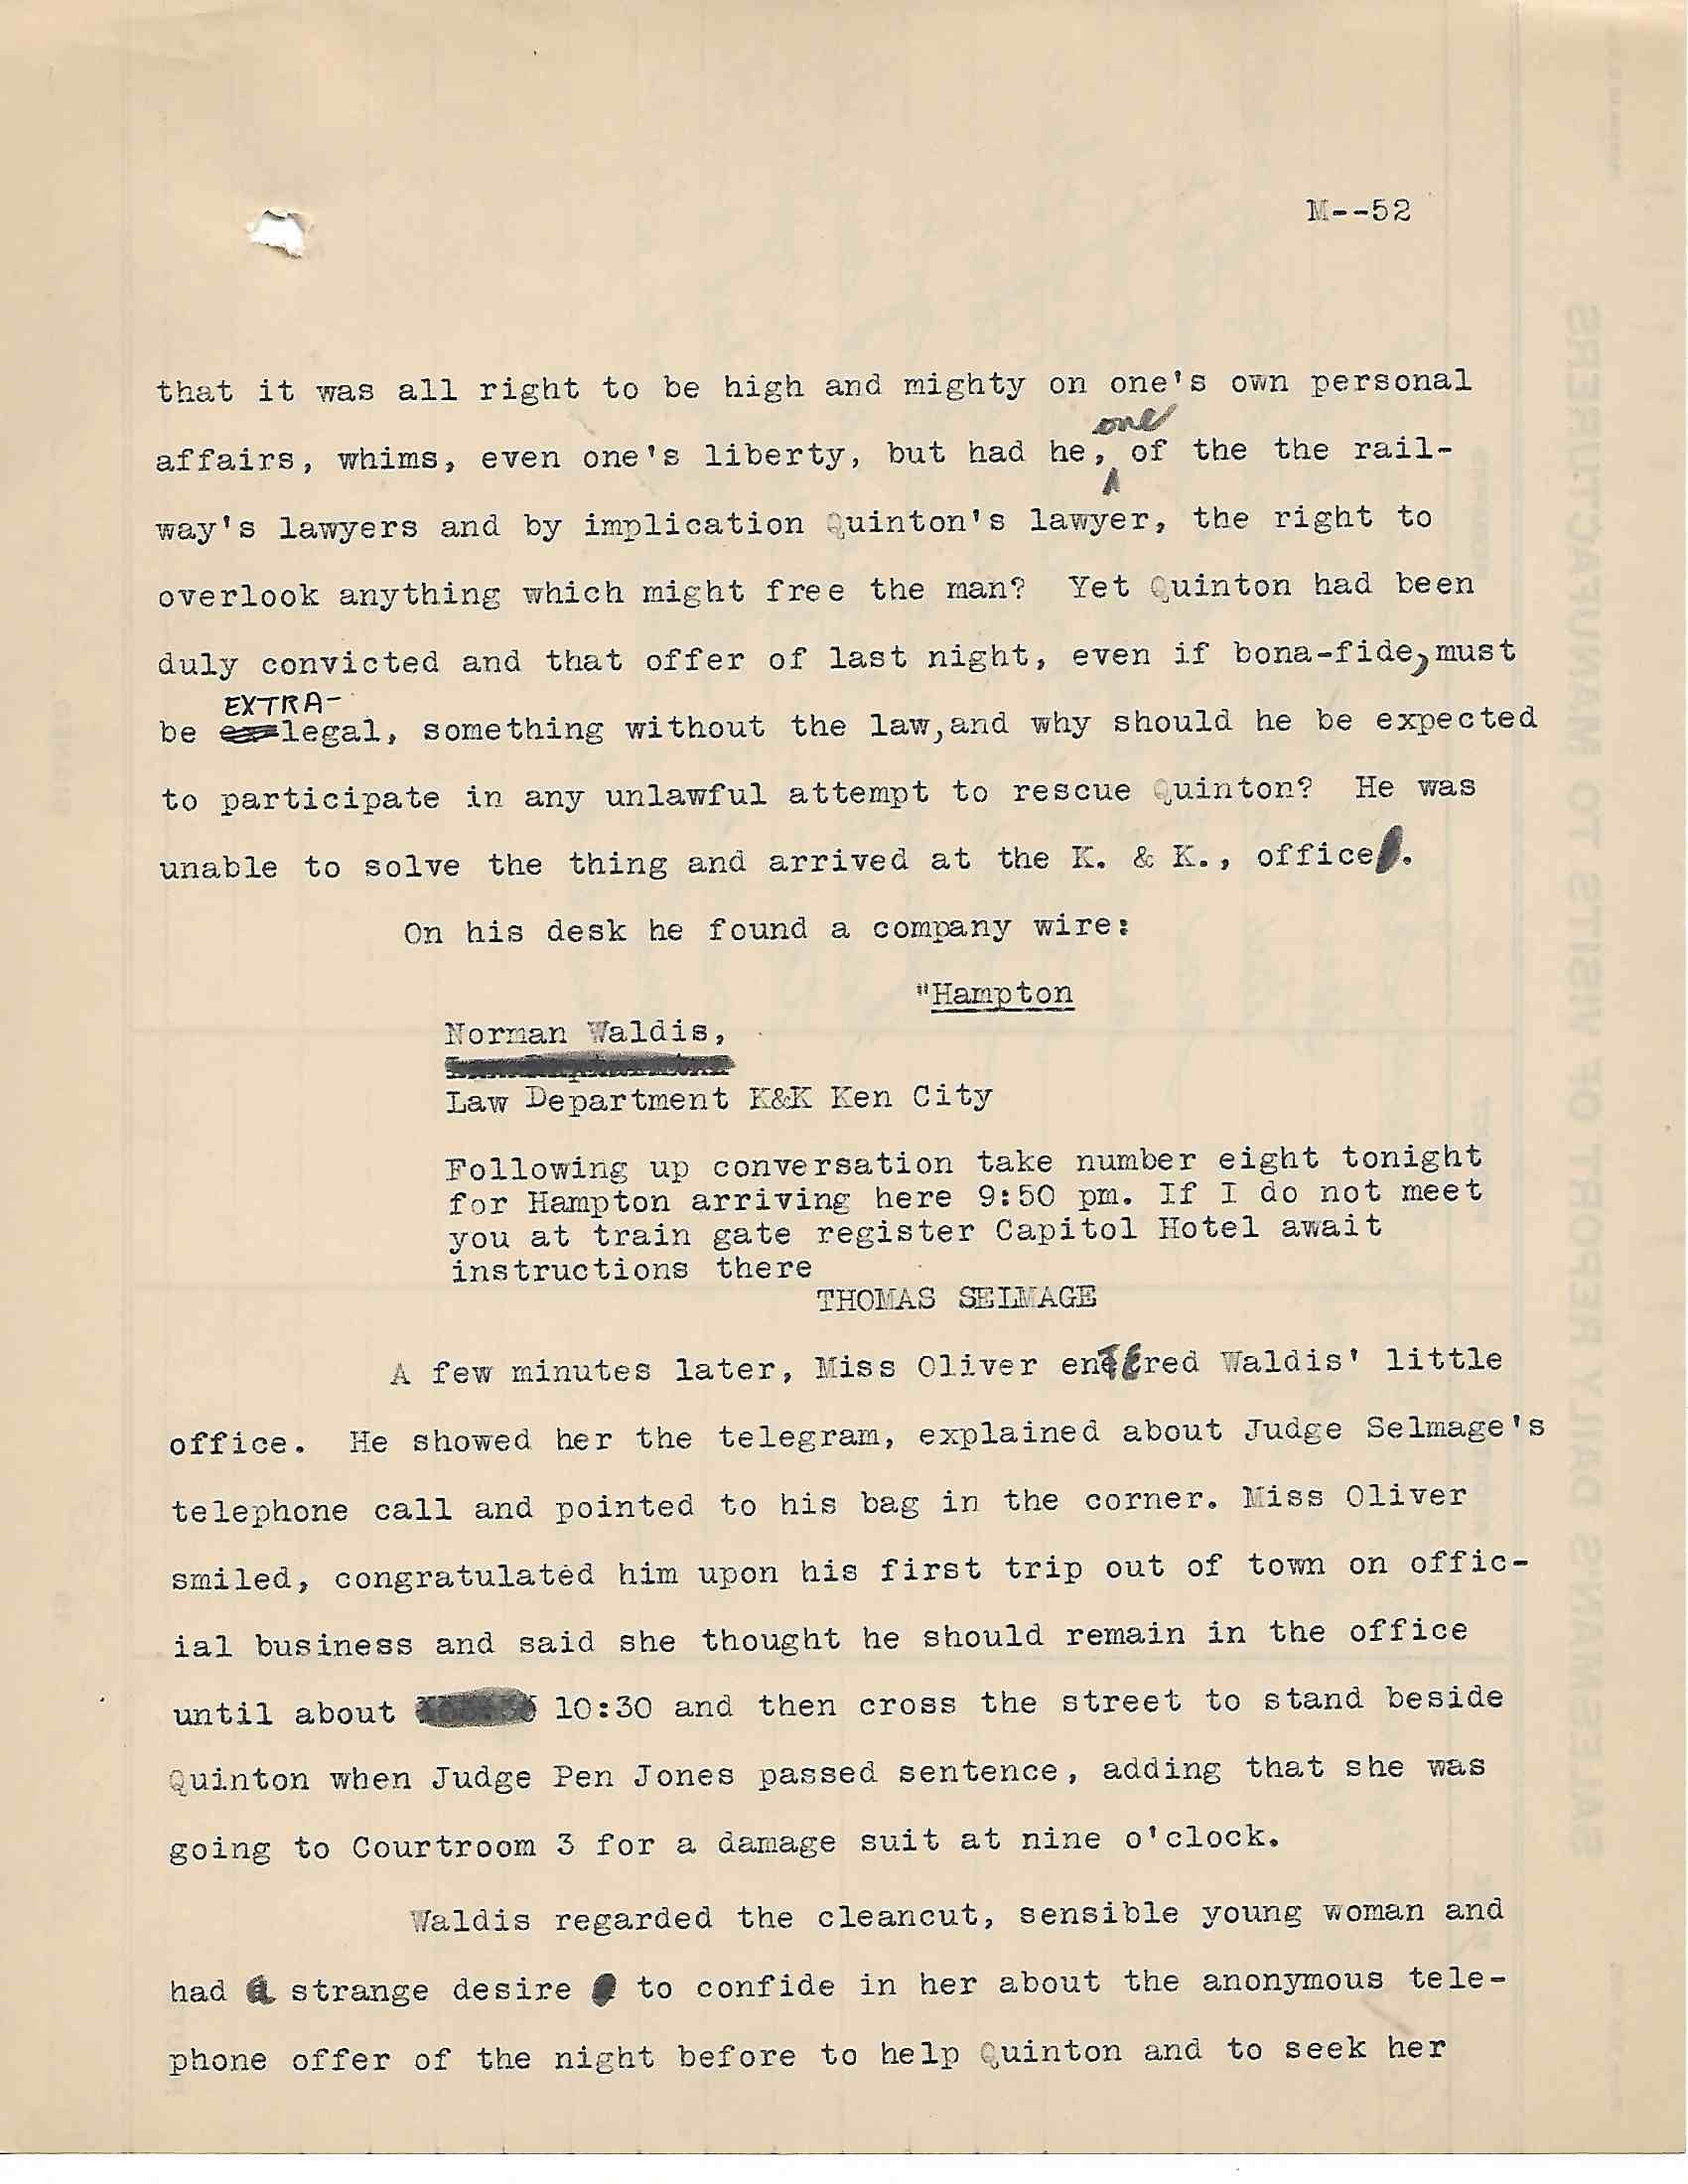 M--52
that it was all right to be high and mighty on one's own personal
one
affairs, whims, even one's liberty, but had he, of the the rail-
way's lawyers and by implication Quinton's lawyer, the right to
overlook anything which might free the man?  Yet Quinton had been
duly convicted and that offer of last night, even if bona-fide, must
EXTRA-
be legal, something without the law, and why should he be expected
to participate in any unlawful attempt to rescue Quinton?  He was
unable to solve the thing and arrived at the K. & K., office.
On his desk he found a company wire:
"Hampton
Norman Waldis,
Law Department K&K Ken City
Following up conversation take number eight tonight
for Hampton arriving here 9:50 pm. If I do not meet
you at train gate register Capitol Hotel await
instructions there
THOMAS SELMAGE
A few minutes later, Miss Oliver entered Waldis' little
office.  He showed her the telegram, explained about Judge Selmage's
telephone call and pointed to his bag in the corner. Miss Oliver
smiled, congratulated him upon his first trip out of town on offic-
ial business and said she thought he should remain in the office
until about 10:30 and then cross the street to stand beside
Quinton when Judge Pen Jones passed sentence, adding that she was
going to Courtroom 3 for a damage suit at nine o'clock.
Waldis regarded the cleancut, sensible young woman and
had a strange desire to confide in her about the anonymous tele-
phone offer of the night before to help Quinton and to seek her
SALESMAN'S DAILY REPORT OF VISITS TO MANUFACTURERS